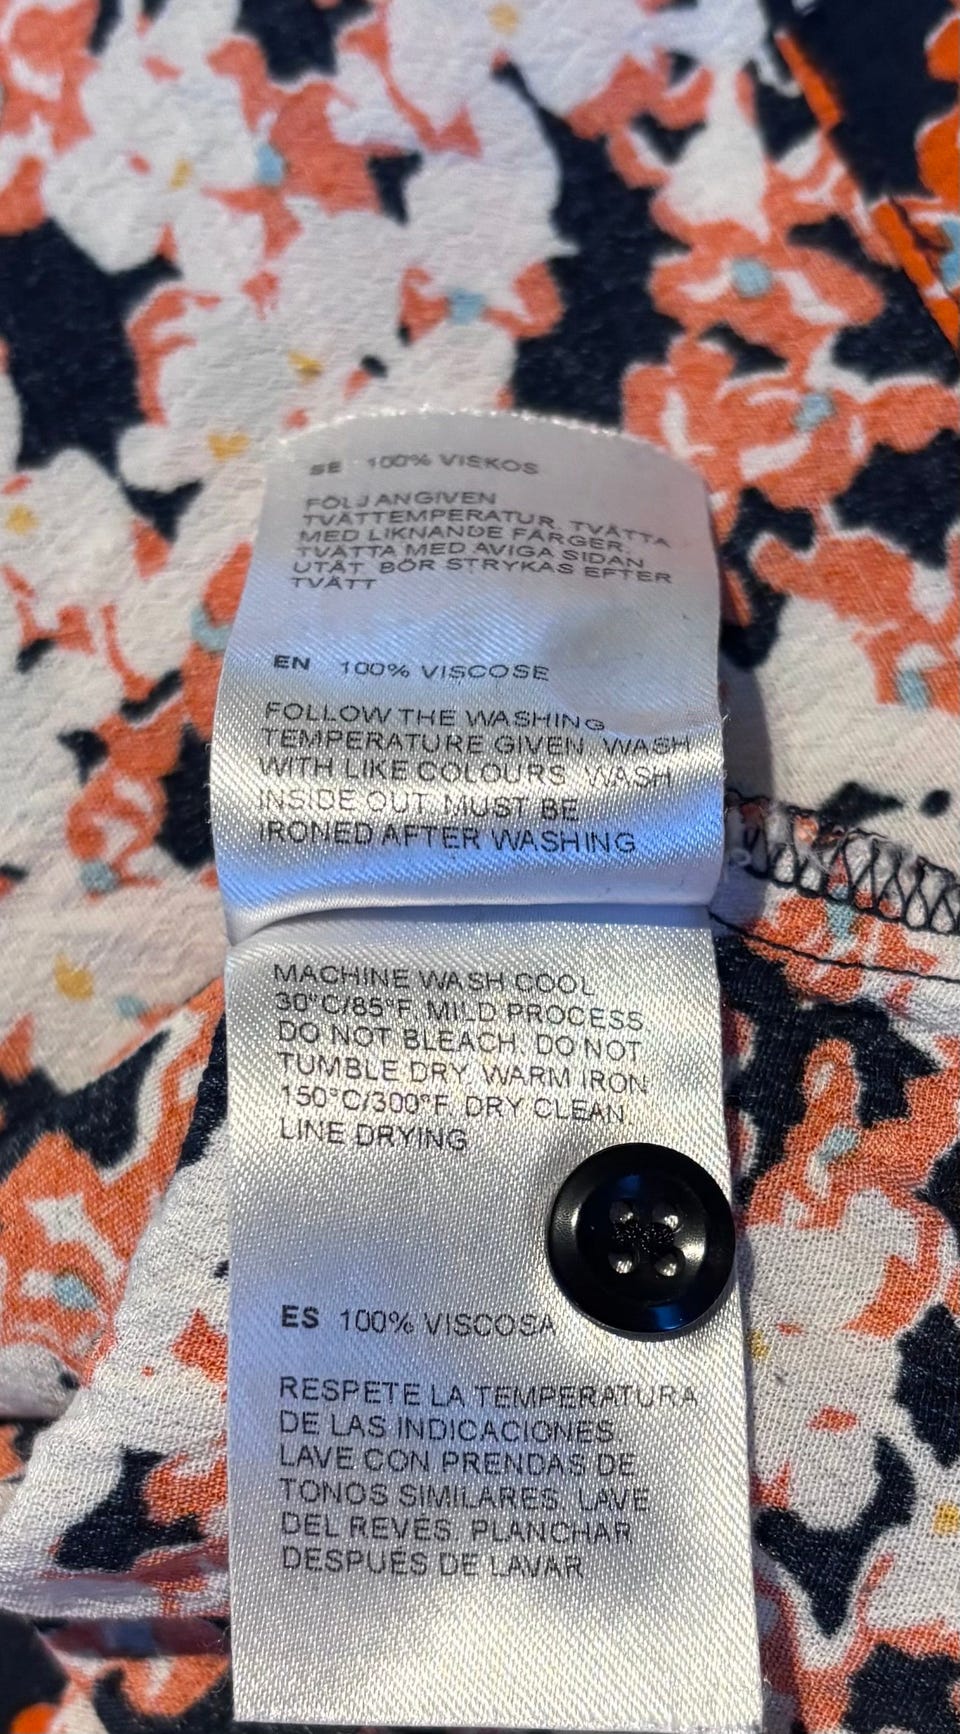 SE 100% VISKOS
FÖLJ ANGIVEN
TVÄTTEMPERATUR. TVÄTTA
MED LIKNANDE FÄRGER.
TVÄTTA MED AVIGA SIDAN
UTÅT. BÖR STRYKAS EFTER
TVÄTT
EN 100% VISCOSE
FOLLOW THE WASHING
TEMPERATURE GIVEN. WASH
WITH LIKE COLOURS. WASH
INSIDE OUT. MUST BE
IRONED AFTER WASHING
MACHINE WASH COOL
30°C/85°F. MILD PROCESS.
DO NOT BLEACH. DO NOT
TUMBLE DRY. WARM IRON
150°C/300°F. DRY CLEAN.
LINE DRYING
ES 100% VISCOSA
RESPETE LA TEMPERATURA
DE LAS INDICACIONES.
LAVE CON PRENDAS DE
TONOS SIMILARES. LAVE
DEL REVÉS. PLANCHAR
DESPUÉS DE LAVAR